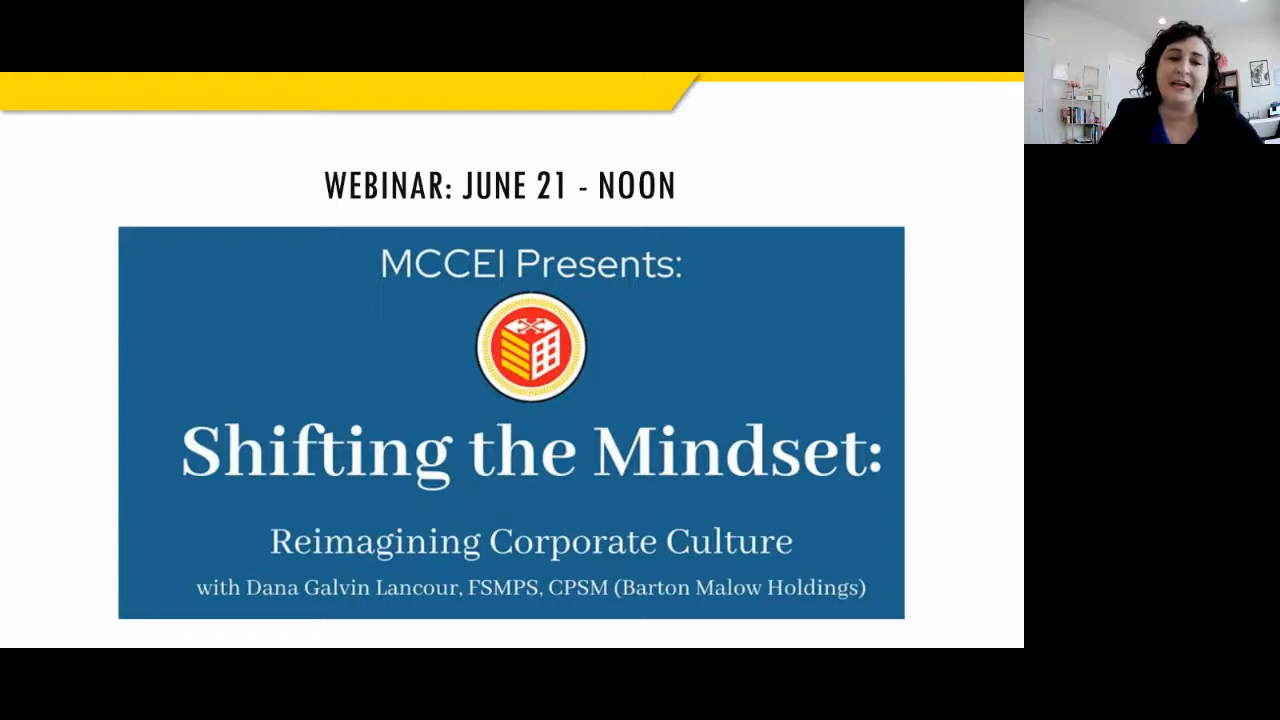 WEBINAR: JUNE 21 - NOON
MCCEI Presents:
Shifting the Mindset:
Reimagining Corporate Culture
with Dana Galvin Lancour, FSMPS, CPSM (Barton Malow Holdings)